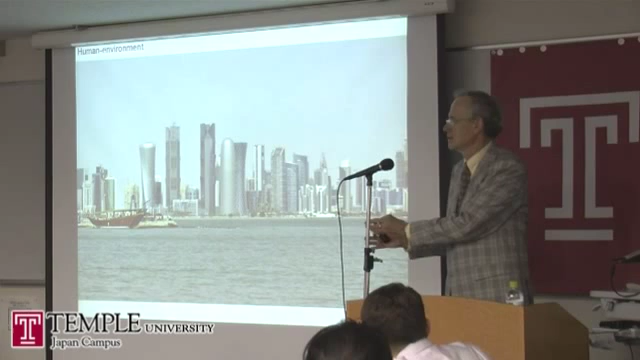 Human-environment
T
T TEMPLE UNIVERSITY
Japan Campus